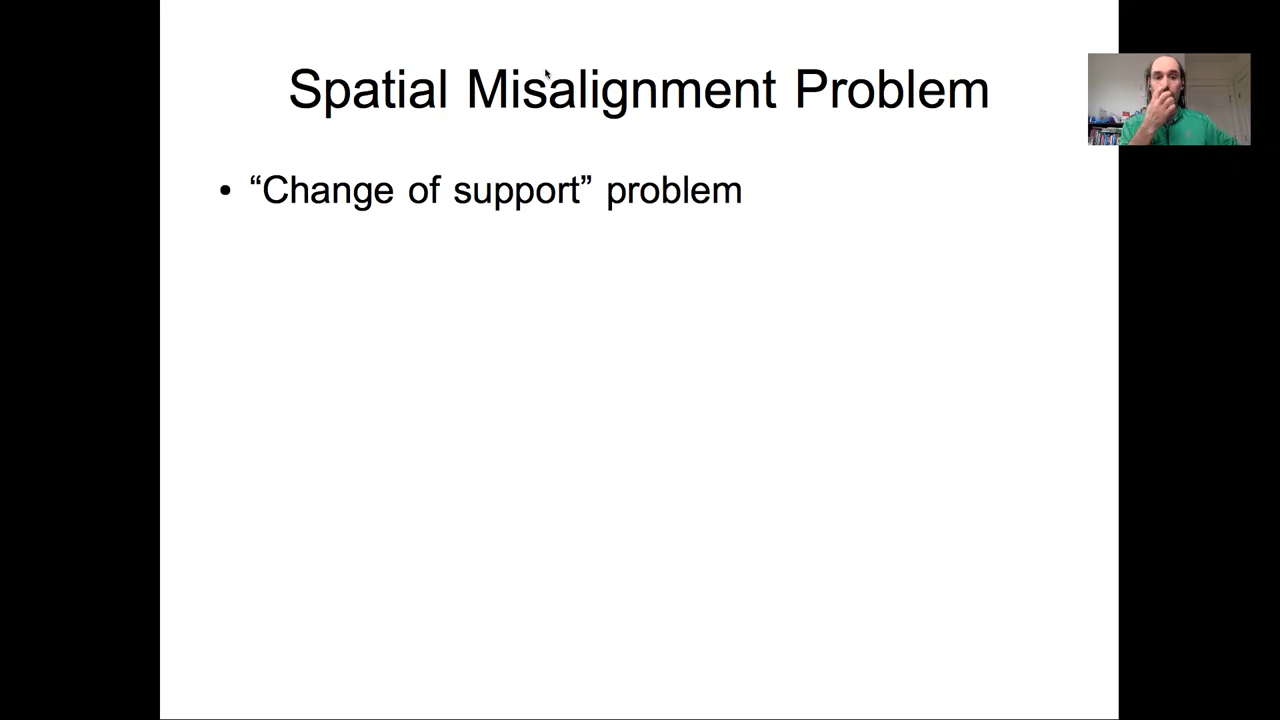 Spatial Misalignment Problem
• “Change of support” problem